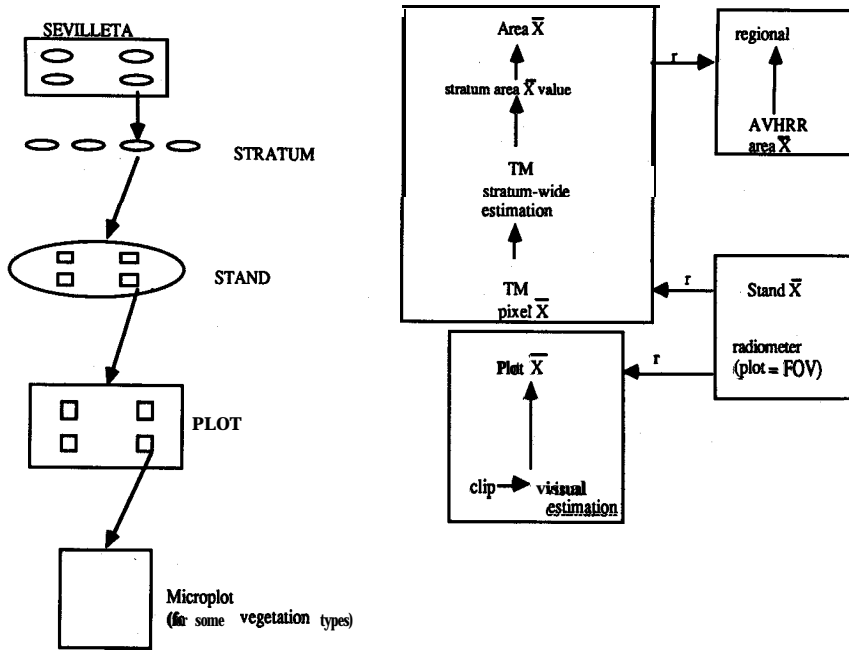 SEVILLETA
STRATUM
STAND
PLOT
Microplot
(for some vegetation types)
Area X̅
stratum area X̅ value
TM
stratum-wide
estimation
TM
pixel X̅
r
regional
AVHRR
area X̅
r
Stand X̅
radiometer
(plot = FOV)
r
Plot X̅
clip
visual
estimation